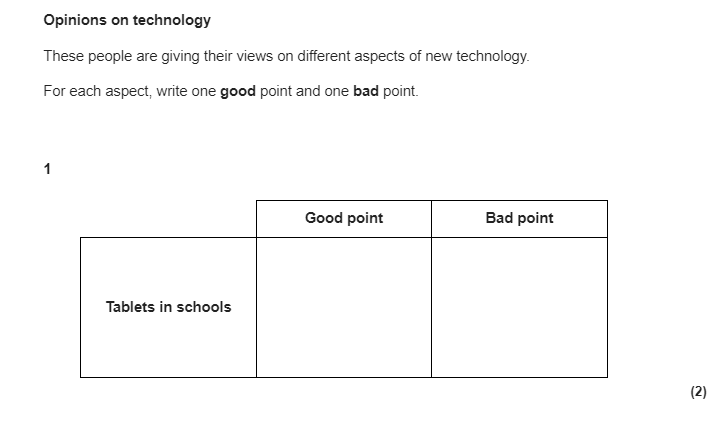 Opinions on technology
These people are giving their views on different aspects of new technology.
For each aspect, write one good point and one bad point.
1
Good point Bad point
Tablets in schools
(2)